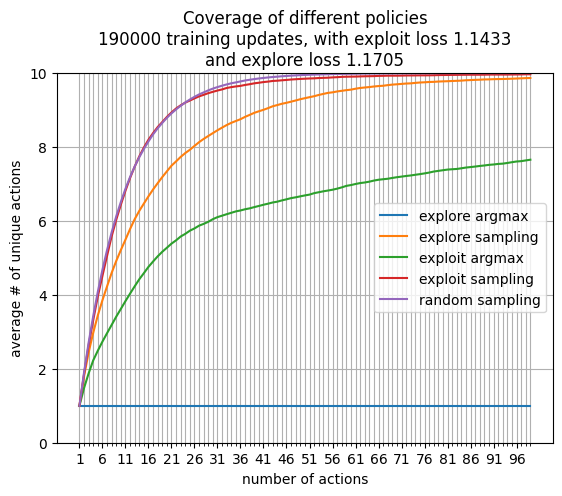 Coverage of different policies
190000 training updates, with exploit loss 1.1433
and explore loss 1.1705
average # of unique actions
10
8
6
4
2
0
explore argmax
explore sampling
exploit argmax
exploit sampling
random sampling
1 6 11 16 21 26 31 36 41 46 51 56 61 66 71 76 81 86 91 96
number of actions